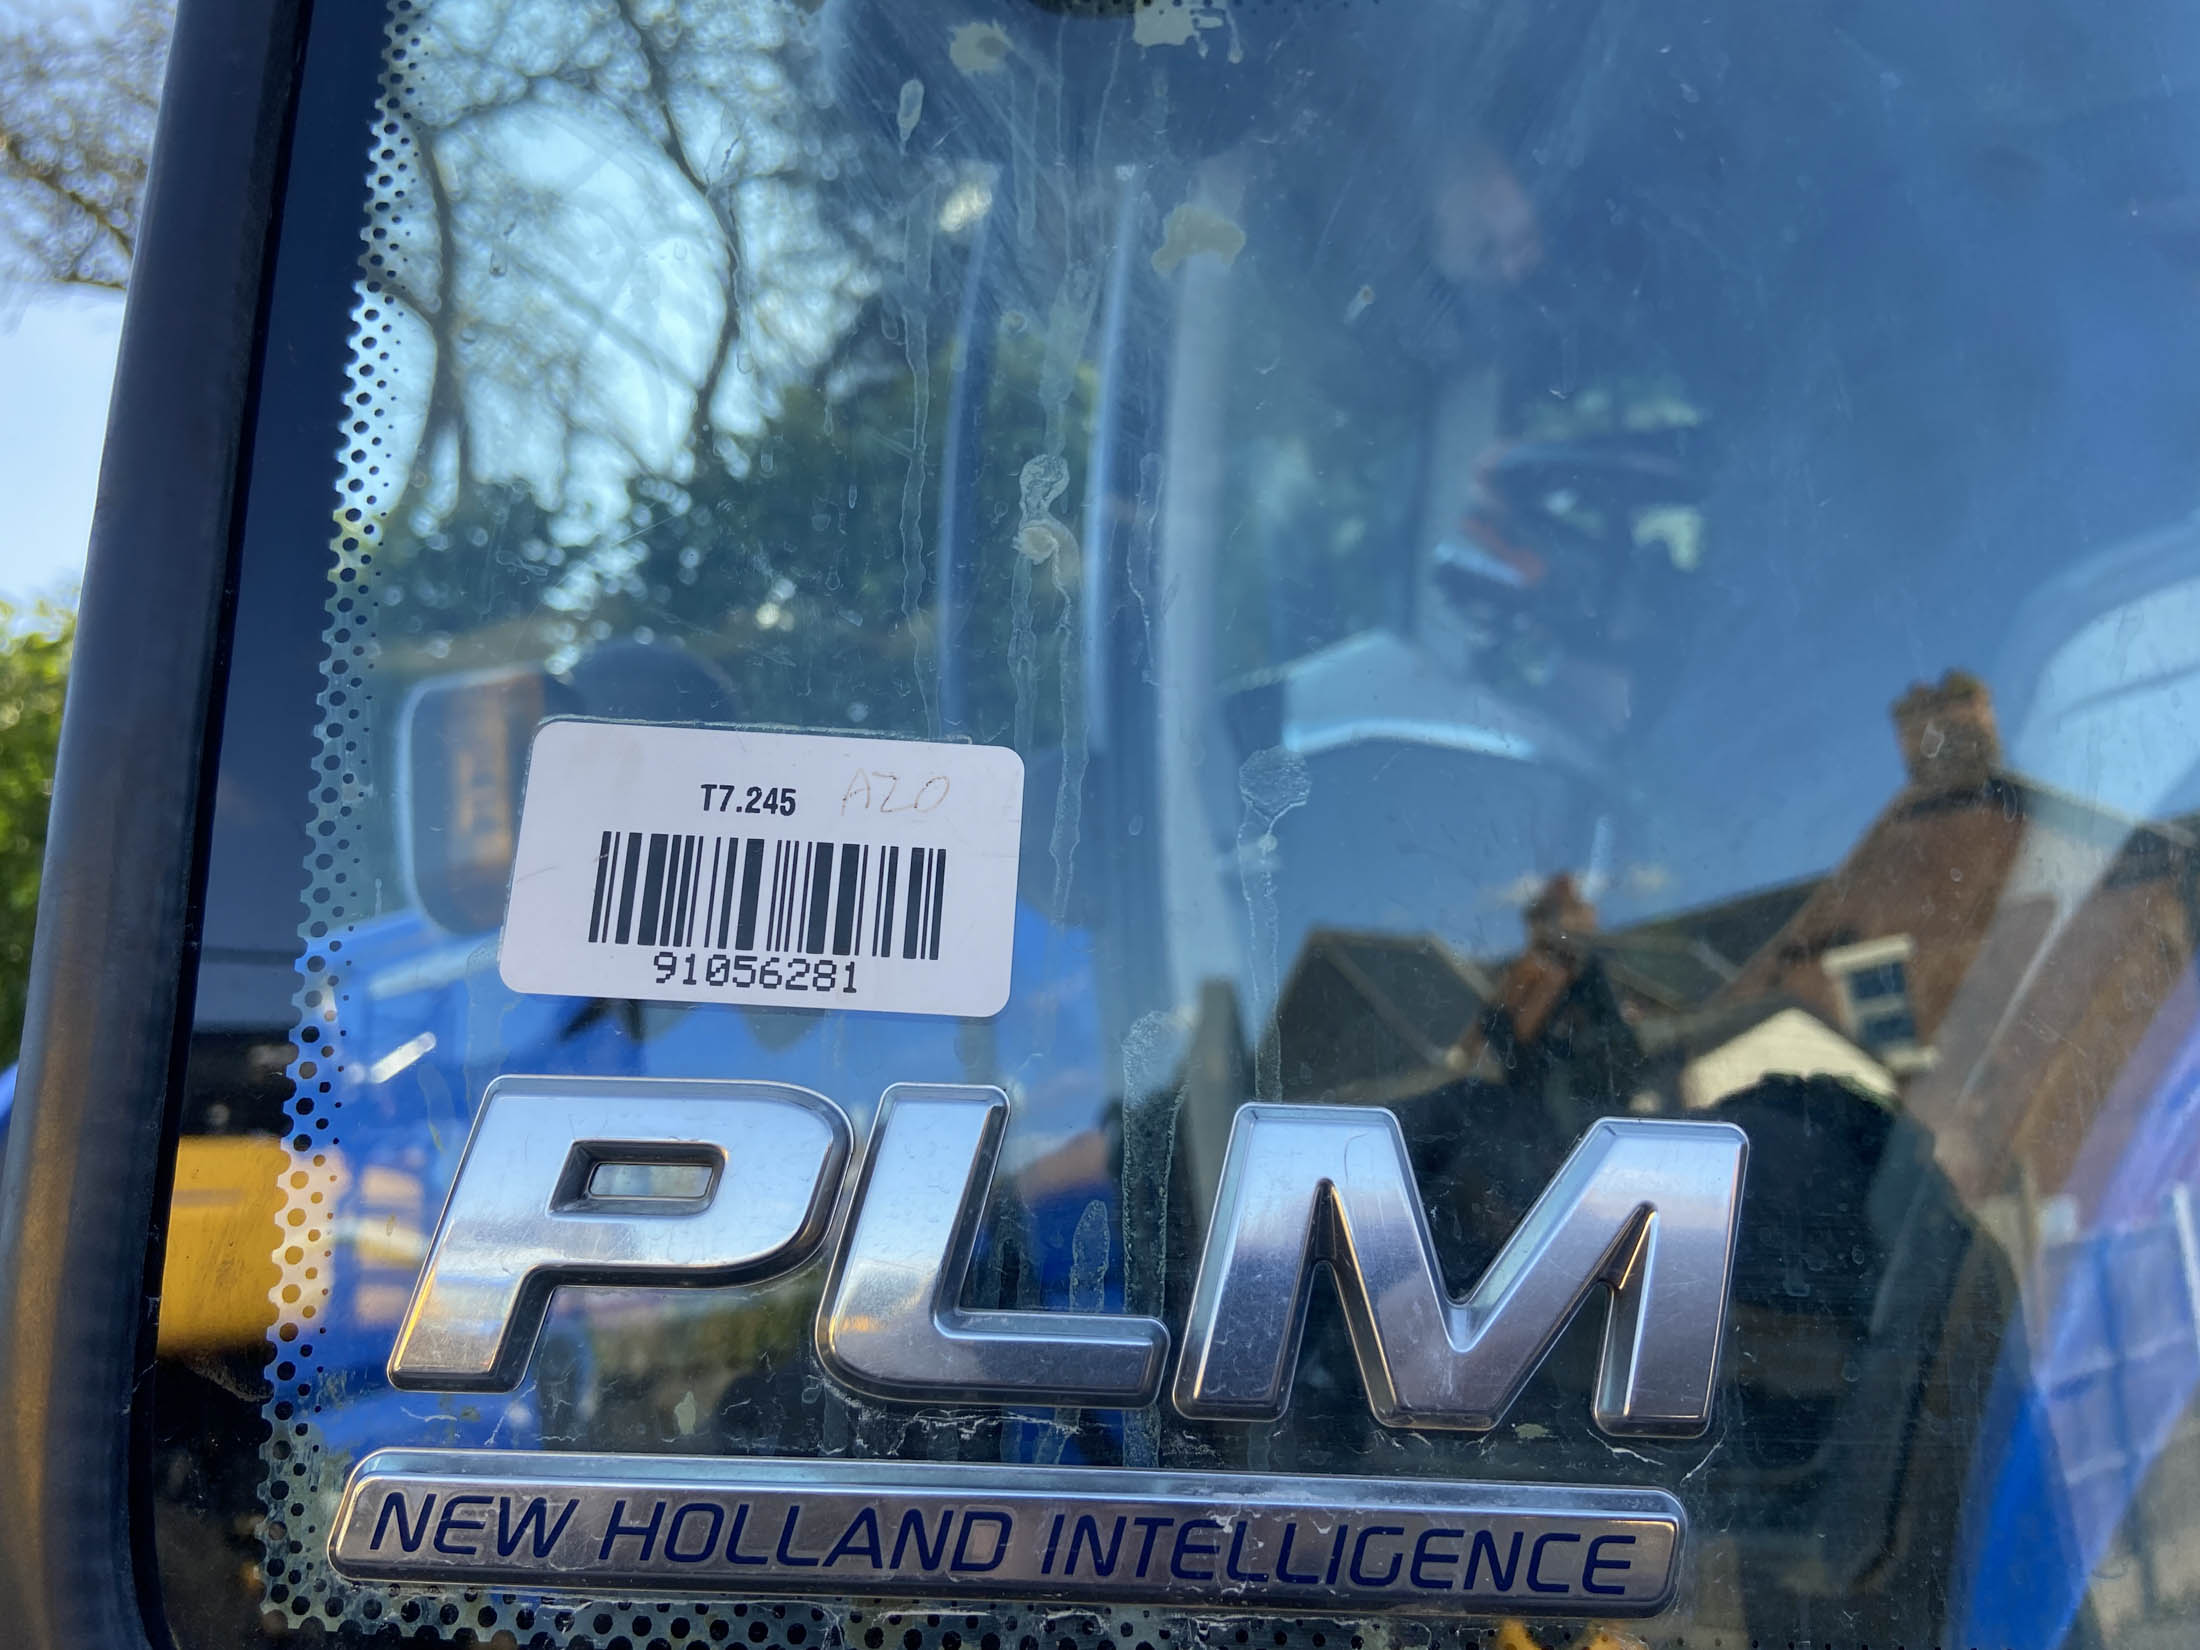 T7.245 AZO
91056281
PLM
NEW HOLLAND INTELLIGENCE